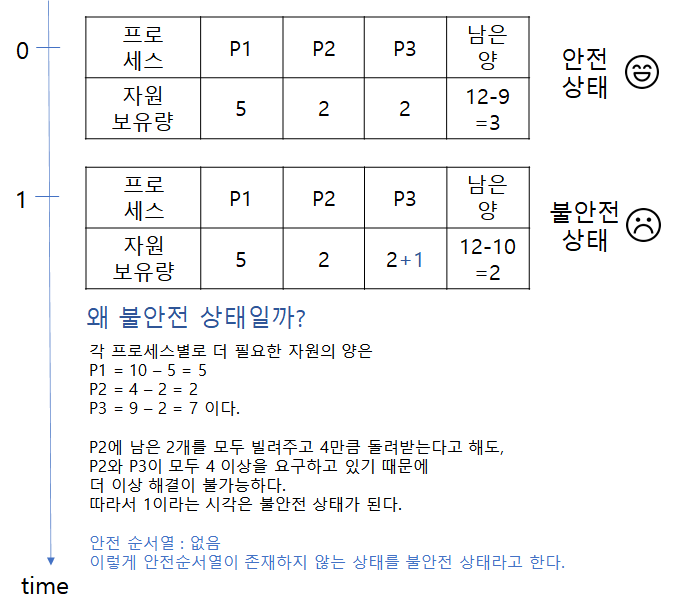 0
프로
세스
P1
P2
P3
남은
양
자원
보유량
5
2
2
12-9
=3
안전
상태
1
프로
세스
P1
P2
P3
남은
양
자원
보유량
5
2
2+1
12-10
=2
불안전
상태
왜 불안전 상태일까?
각 프로세스별로 더 필요한 자원의 양은
P1 = 10 – 5 = 5
P2 = 4 – 2 = 2
P3 = 9 – 2 = 7 이다.
P2에 남은 2개를 모두 빌려주고 4만큼 돌려받는다고 해도,
P2와 P3이 모두 4 이상을 요구하고 있기 때문에
더 이상 해결이 불가능하다.
따라서 1이라는 시각은 불안전 상태가 된다.
안전 순서열 : 없음
이렇게 안전순서열이 존재하지 않는 상태를 불안전 상태라고 한다.
time